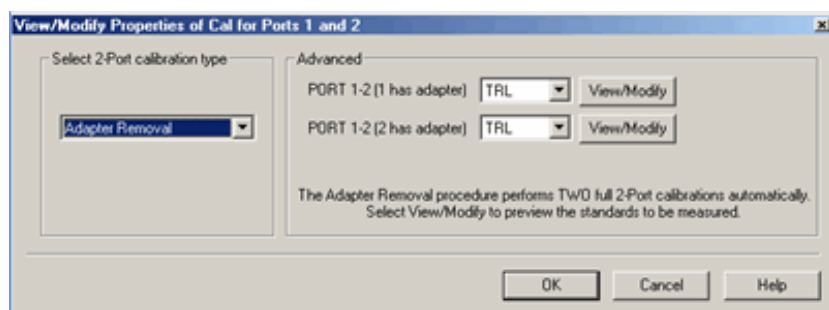 View/Modify Properties of Cal for Ports 1 and 2
Select 2-Port calibration type
Adapter Removal
Advanced
PORT 1-2 (1 has adapter) TRL View/Modify
PORT 1-2 (2 has adapter) TRL View/Modify
The Adapter Removal procedure performs TWO full 2-Port calibrations automatically.
Select View/Modify to preview the standards to be measured.
OK Cancel Help